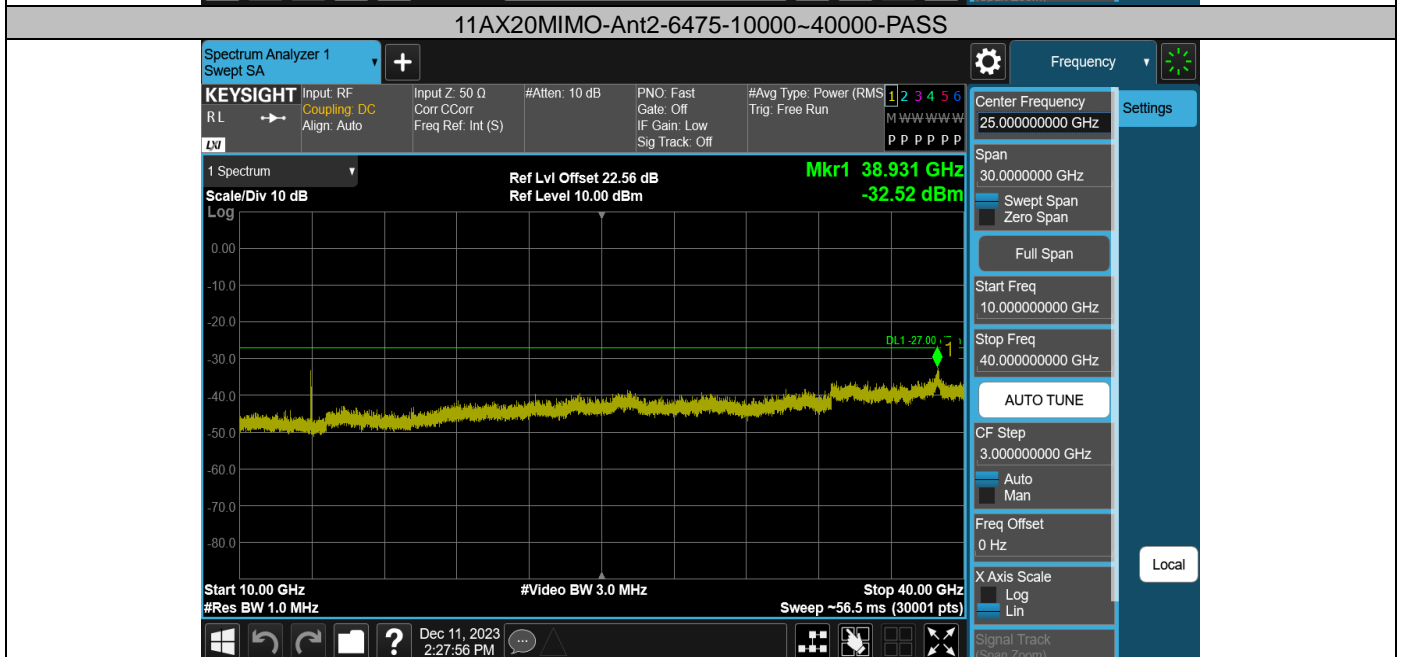 11AX20MIMO-Ant2-6475-10000~40000-PASS
Spectrum Analyzer 1
Swept SA
Frequency
KEYSIGHT
RL
LXI
Input: RF
Coupling: DC
Align: Auto
Input Z: 50 Ω
Corr CCorr
Freq Ref: Int (S)
#Atten: 10 dB
PNO: Fast
Gate: Off
IF Gain: Low
Sig Track: Off
#Avg Type: Power (RMS
Trig: Free Run
1 2 3 4 5 6
M W W W W W
P P P P P P
Center Frequency
25.000000000 GHz
Settings
1 Spectrum
Scale/Div 10 dB
Log
Ref Lvl Offset 22.56 dB
Ref Level 10.00 dBm
Mkr1 38.931 GHz
-32.52 dBm
0.00
-10.0
-20.0
-30.0
-40.0
-50.0
-60.0
-70.0
-80.0
DL1 -27.00
1
Start 10.00 GHz
#Res BW 1.0 MHz
#Video BW 3.0 MHz
Stop 40.00 GHz
Sweep ~56.5 ms (30001 pts)
Span
30.0000000 GHz
Swept Span
Zero Span
Full Span
Start Freq
10.000000000 GHz
Stop Freq
40.000000000 GHz
AUTO TUNE
CF Step
3.000000000 GHz
Auto
Man
Freq Offset
0 Hz
X Axis Scale
Log
Lin
Signal Track
(Span Zoom)
Local
?
Dec 11, 2023
2:27:56 PM